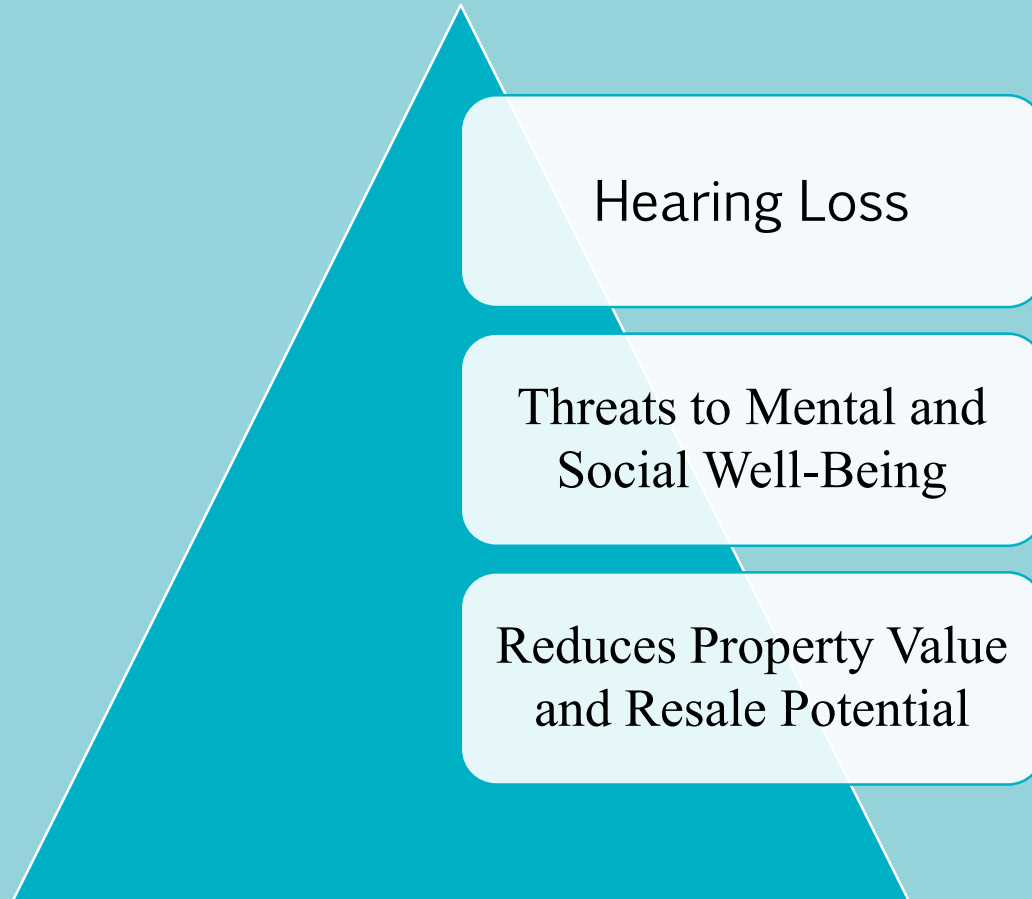 Hearing Loss
Threats to Mental and
Social Well-Being
Reduces Property Value
and Resale Potential